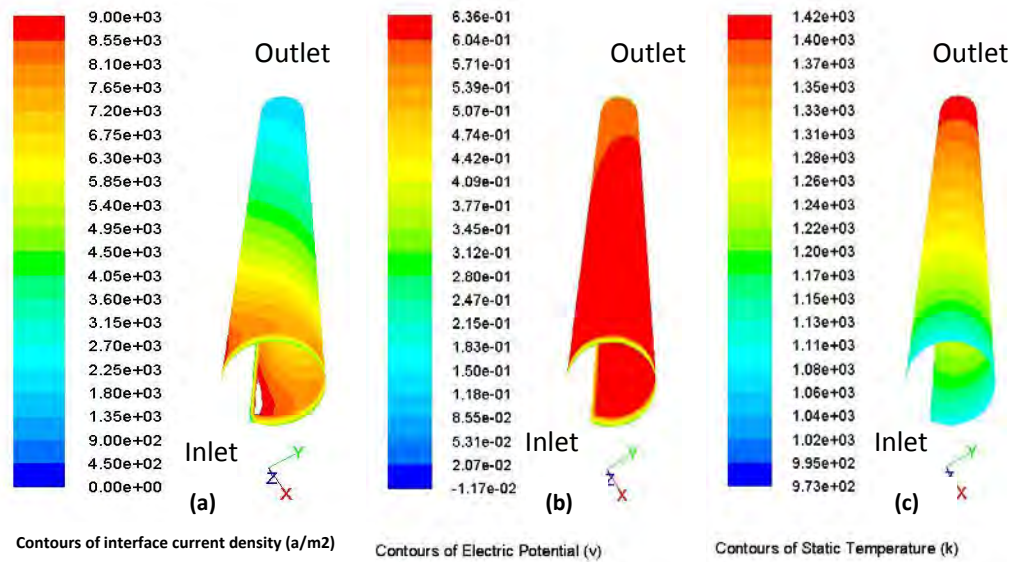 9.00e+03
8.55e+03
8.10e+03
7.65e+03
7.20e+03
6.75e+03
6.30e+03
5.85e+03
5.40e+03
4.95e+03
4.50e+03
4.05e+03
3.60e+03
3.15e+03
2.70e+03
2.25e+03
1.80e+03
1.35e+03
9.00e+02
4.50e+02
0.00e+00
Outlet
Inlet
Y
Z
X
(a)
Contours of interface current density (a/m2)
6.36e-01
6.04e-01
5.71e-01
5.39e-01
5.07e-01
4.74e-01
4.42e-01
4.09e-01
3.77e-01
3.45e-01
3.12e-01
2.80e-01
2.47e-01
2.15e-01
1.83e-01
1.50e-01
1.18e-01
8.55e-02
5.31e-02
2.07e-02
-1.17e-02
Outlet
Inlet
Y
Z
X
(b)
Contours of Electric Potential (v)
1.42e+03
1.40e+03
1.37e+03
1.35e+03
1.33e+03
1.31e+03
1.28e+03
1.26e+03
1.24e+03
1.22e+03
1.20e+03
1.17e+03
1.15e+03
1.13e+03
1.10e+03
1.08e+03
1.06e+03
1.04e+03
1.02e+03
9.95e+02
9.73e+02
Outlet
Inlet
Y
Z
X
(c)
Contours of Static Temperature (k)